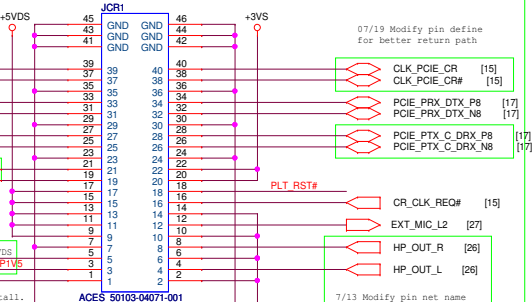 JCR1
+5VDS
+3VS
45 GND GND 46
43 GND GND 44
41 GND GND 42
07/19 Modify pin define
for better return path
39 39 40 40 CLK_PCIE_CR [15]
37 37 38 38 CLK_PCIE_CR# [15]
35 35 36 36
33 33 34 34 PCIE_PRX_DTX_P8 [17]
31 31 32 32 PCIE_PRX_DTX_N8 [17]
29 29 30 30
27 27 28 28 PCIE_PTX_C_DRX_P8 [17]
25 25 26 26 PCIE_PTX_C_DRX_N8 [17]
23 23 24 24
21 21 22 22
19 19 20 20
17 17 18 18 PLT_RST#
15 15 16 16 CR_CLK_REQ# [15]
13 13 14 14
11 11 12 12 EXT_MIC_L2 [27]
9 9 10 10
7 7 8 8 HP_OUT_R [26]
VDS
5 5 6 6
P1V5
3 3 4 4 HP_OUT_L [26]
1 1 2 2
tall.
ACES_50103-04071-001
7/13 Modify pin net name